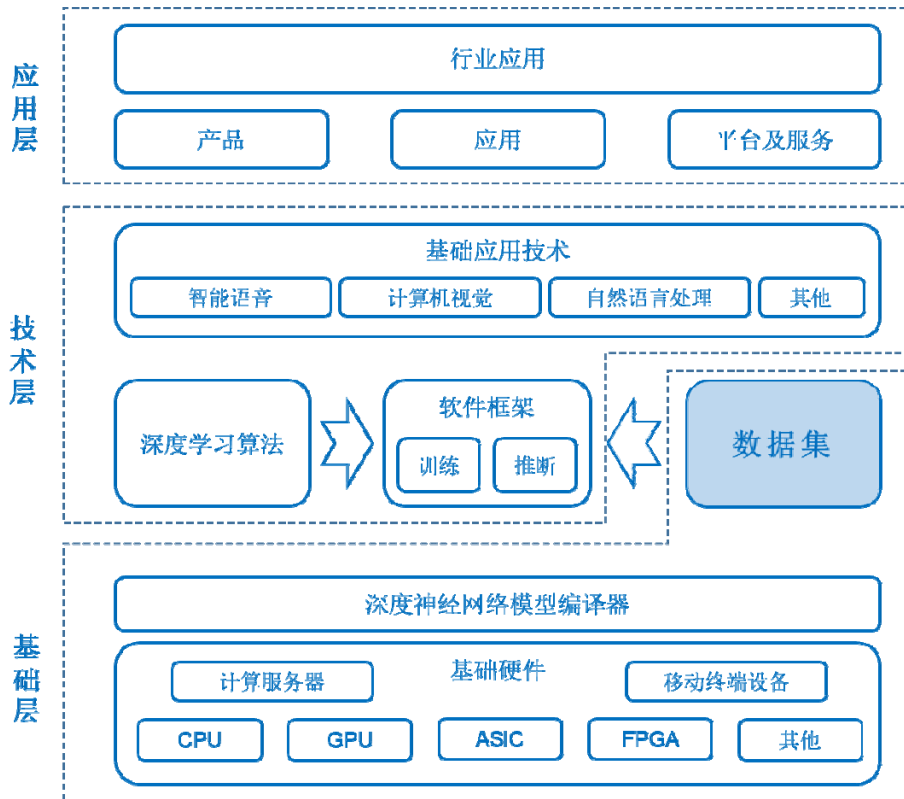 应用层
行业应用
产品
应用
平台及服务
技术层
基础应用技术
智能语音
计算机视觉
自然语言处理
其他
深度学习算法
软件框架
训练
推断
数据集
基础层
深度神经网络模型编译器
基础硬件
计算服务器
移动终端设备
CPU
GPU
ASIC
FPGA
其他